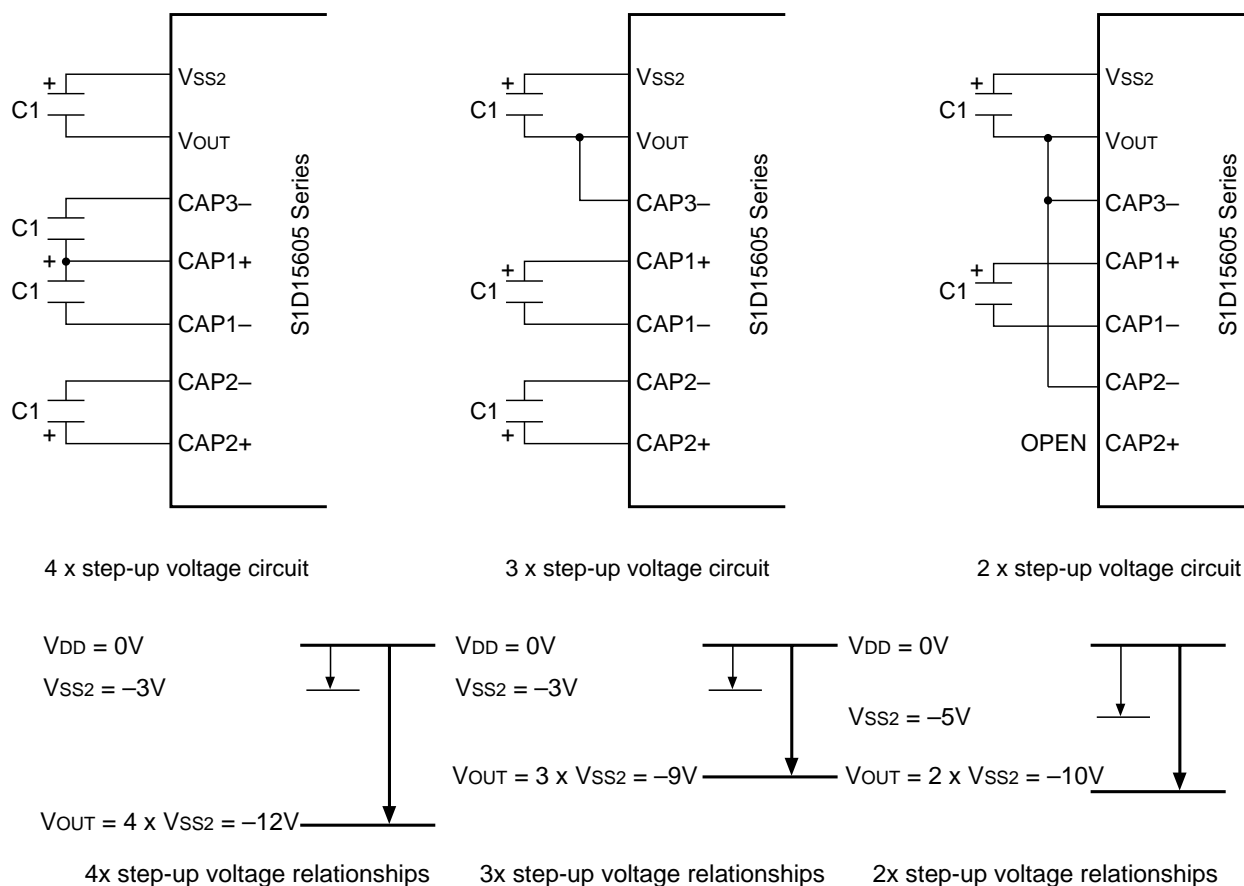 +
C1
VSS2
VOUT
CAP3–
C1
+
CAP1+
C1
CAP1–
CAP2–
C1
+
CAP2+
S1D15605 Series
+
C1
VSS2
VOUT
CAP3–
+
C1
CAP1+
CAP1–
CAP2–
C1
+
CAP2+
S1D15605 Series
+
C1
VSS2
VOUT
CAP3–
+
C1
CAP1+
CAP1–
CAP2–
OPEN
CAP2+
S1D15605 Series
4 x step-up voltage circuit
3 x step-up voltage circuit
2 x step-up voltage circuit
VDD = 0V
VSS2 = –3V
VOUT = 4 x VSS2 = –12V
4x step-up voltage relationships
VDD = 0V
VSS2 = –3V
VOUT = 3 x VSS2 = –9V
3x step-up voltage relationships
VDD = 0V
VSS2 = –5V
VOUT = 2 x VSS2 = –10V
2x step-up voltage relationships